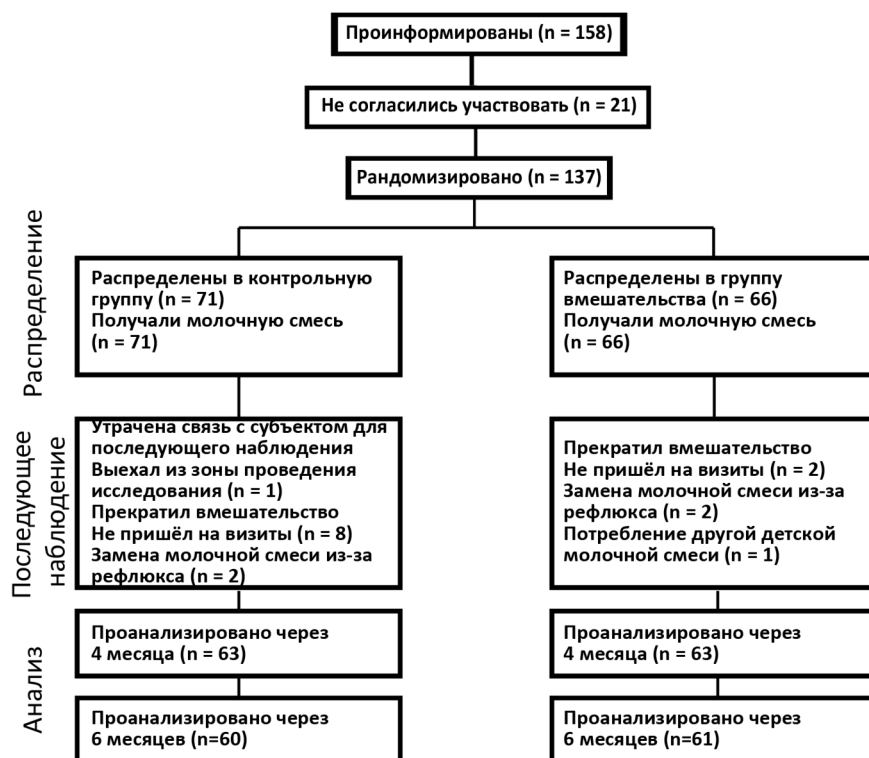 Проинформированы (n = 158)
Не согласились участвовать (n = 21)
Рандомизировано (n = 137)
Распределение
Распределены в контрольную
группу (n = 71)
Получали молочную смесь
(n = 71)
Распределены в группу
вмешательства (n = 66)
Получали молочную смесь
(n = 66)
Последующее
наблюдение
Утрачена связь с субъектом для
последующего наблюдения
Выехал из зоны проведения
исследования (n = 1)
Прекратил вмешательство
Не пришёл на визиты (n = 8)
Замена молочной смеси из-за
рефлюкса (n = 2)
Прекратил вмешательство
Не пришёл на визиты (n = 2)
Замена молочной смеси из-за
рефлюкса (n = 2)
Потребление другой детской
молочной смеси (n = 1)
Анализ
Проанализировано через
4 месяца (n = 63)
Проанализировано через
4 месяца (n = 63)
Проанализировано через
6 месяцев (n=60)
Проанализировано через
6 месяцев (n=61)